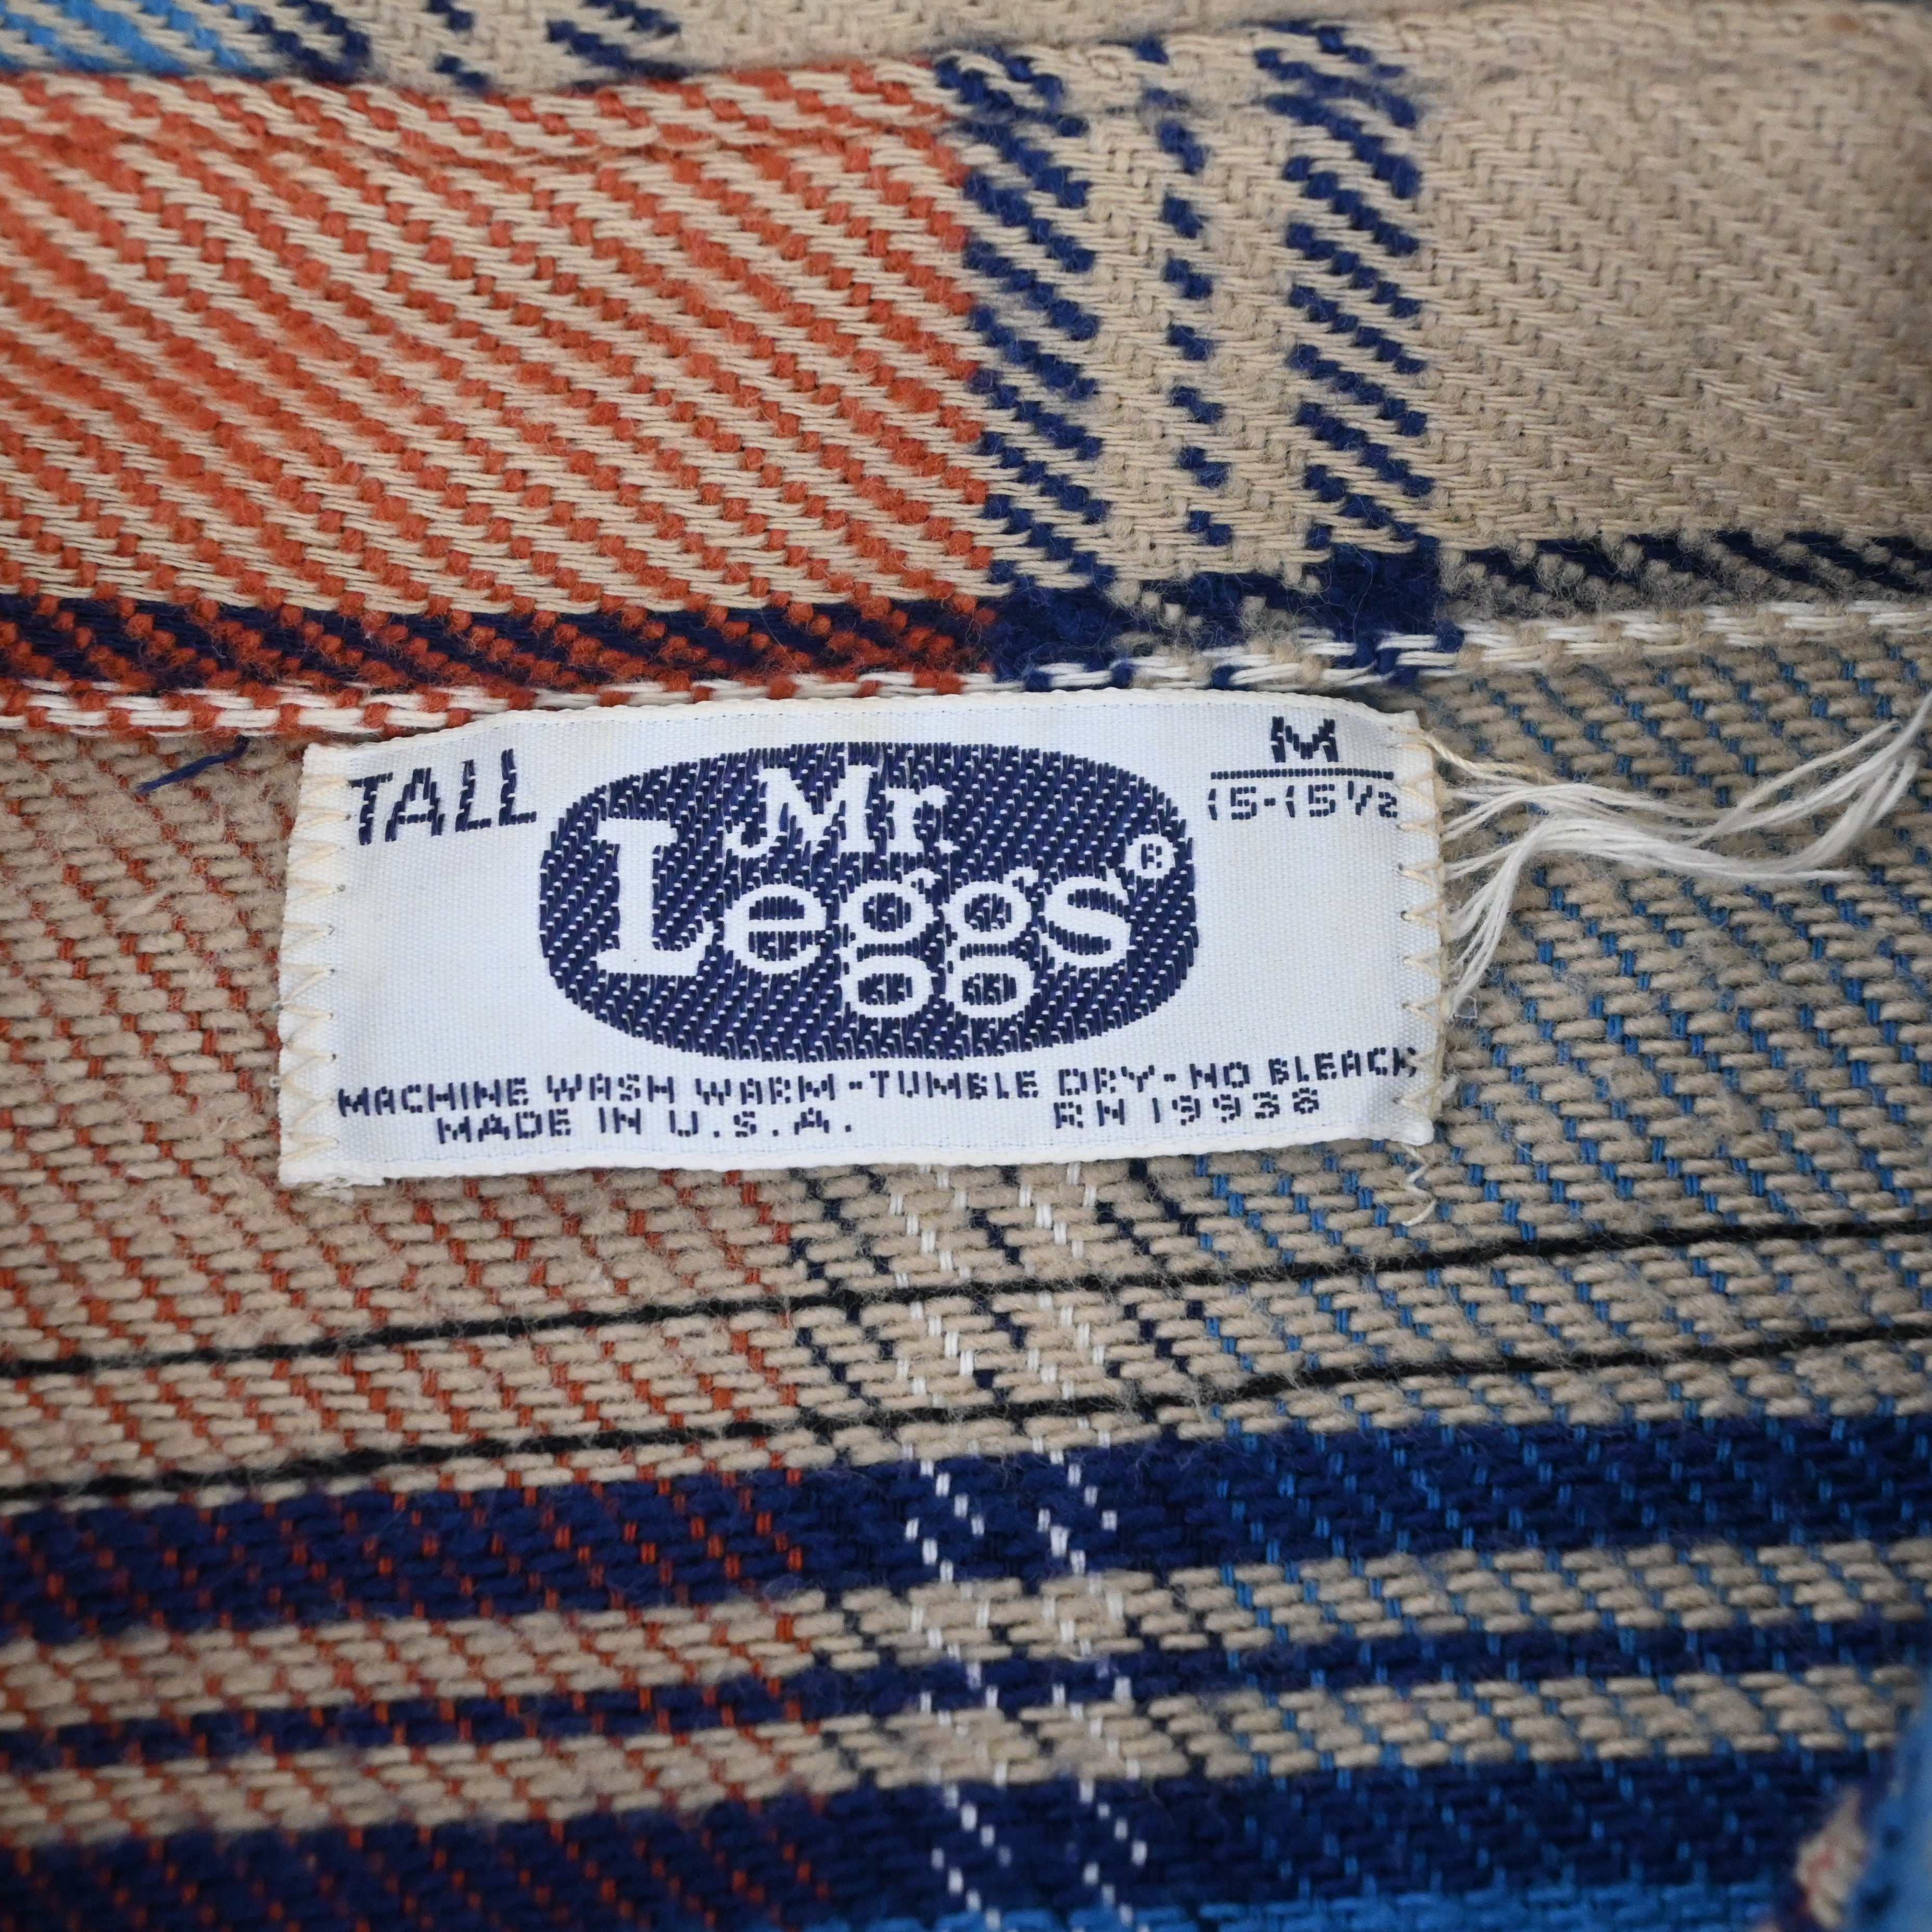 TALL
Mr
Leggs®
M
15-15½
MACHINE WASH WARM-TUMBLE DRY-NO BLEACH
MADE IN U.S.A. RN 19938